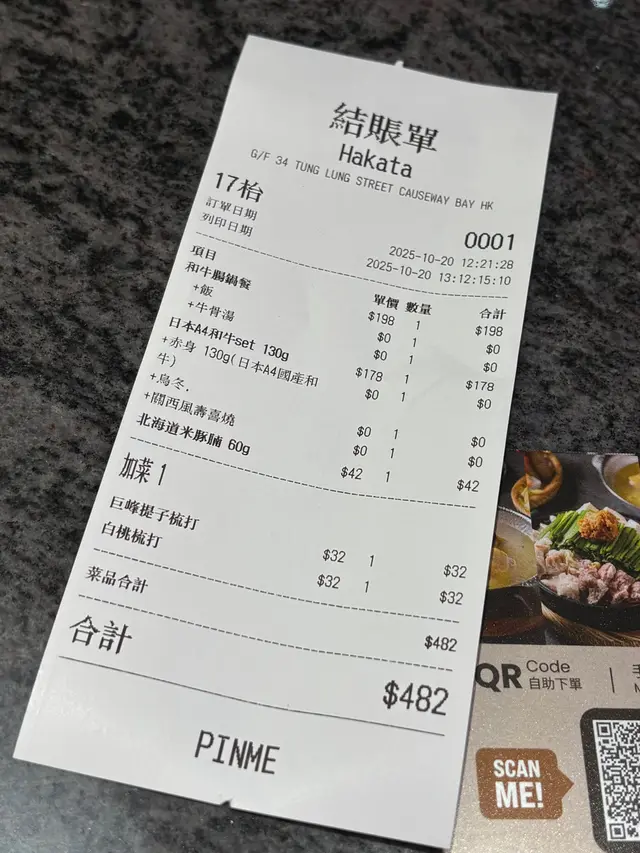 結賬單
Hakata
G/F 34 TUNG LUNG STREET CAUSEWAY BAY HK
17枱 0001
訂單日期 2025-10-20 12:21:28
列印日期 2025-10-20 13:12:15:10
項目 單價 數量 合計
和牛腸鍋餐 $198 1 $198
+飯 $0 1 $0
+牛骨湯 $0 1 $0
日本A4和牛set 130g $178 1 $178
+赤身 130g(日本A4國產和牛) $0 1 $0
+烏冬. $0 1 $0
+關西風壽喜燒 $0 1 $0
北海道米豚腩 60g $42 1 $42
加菜 1
巨峰提子梳打 $32 1 $32
白桃梳打 $32 1 $32
菜品合計 $482
合計 $482
PINME
QR Code
自助下單
SCAN
ME!